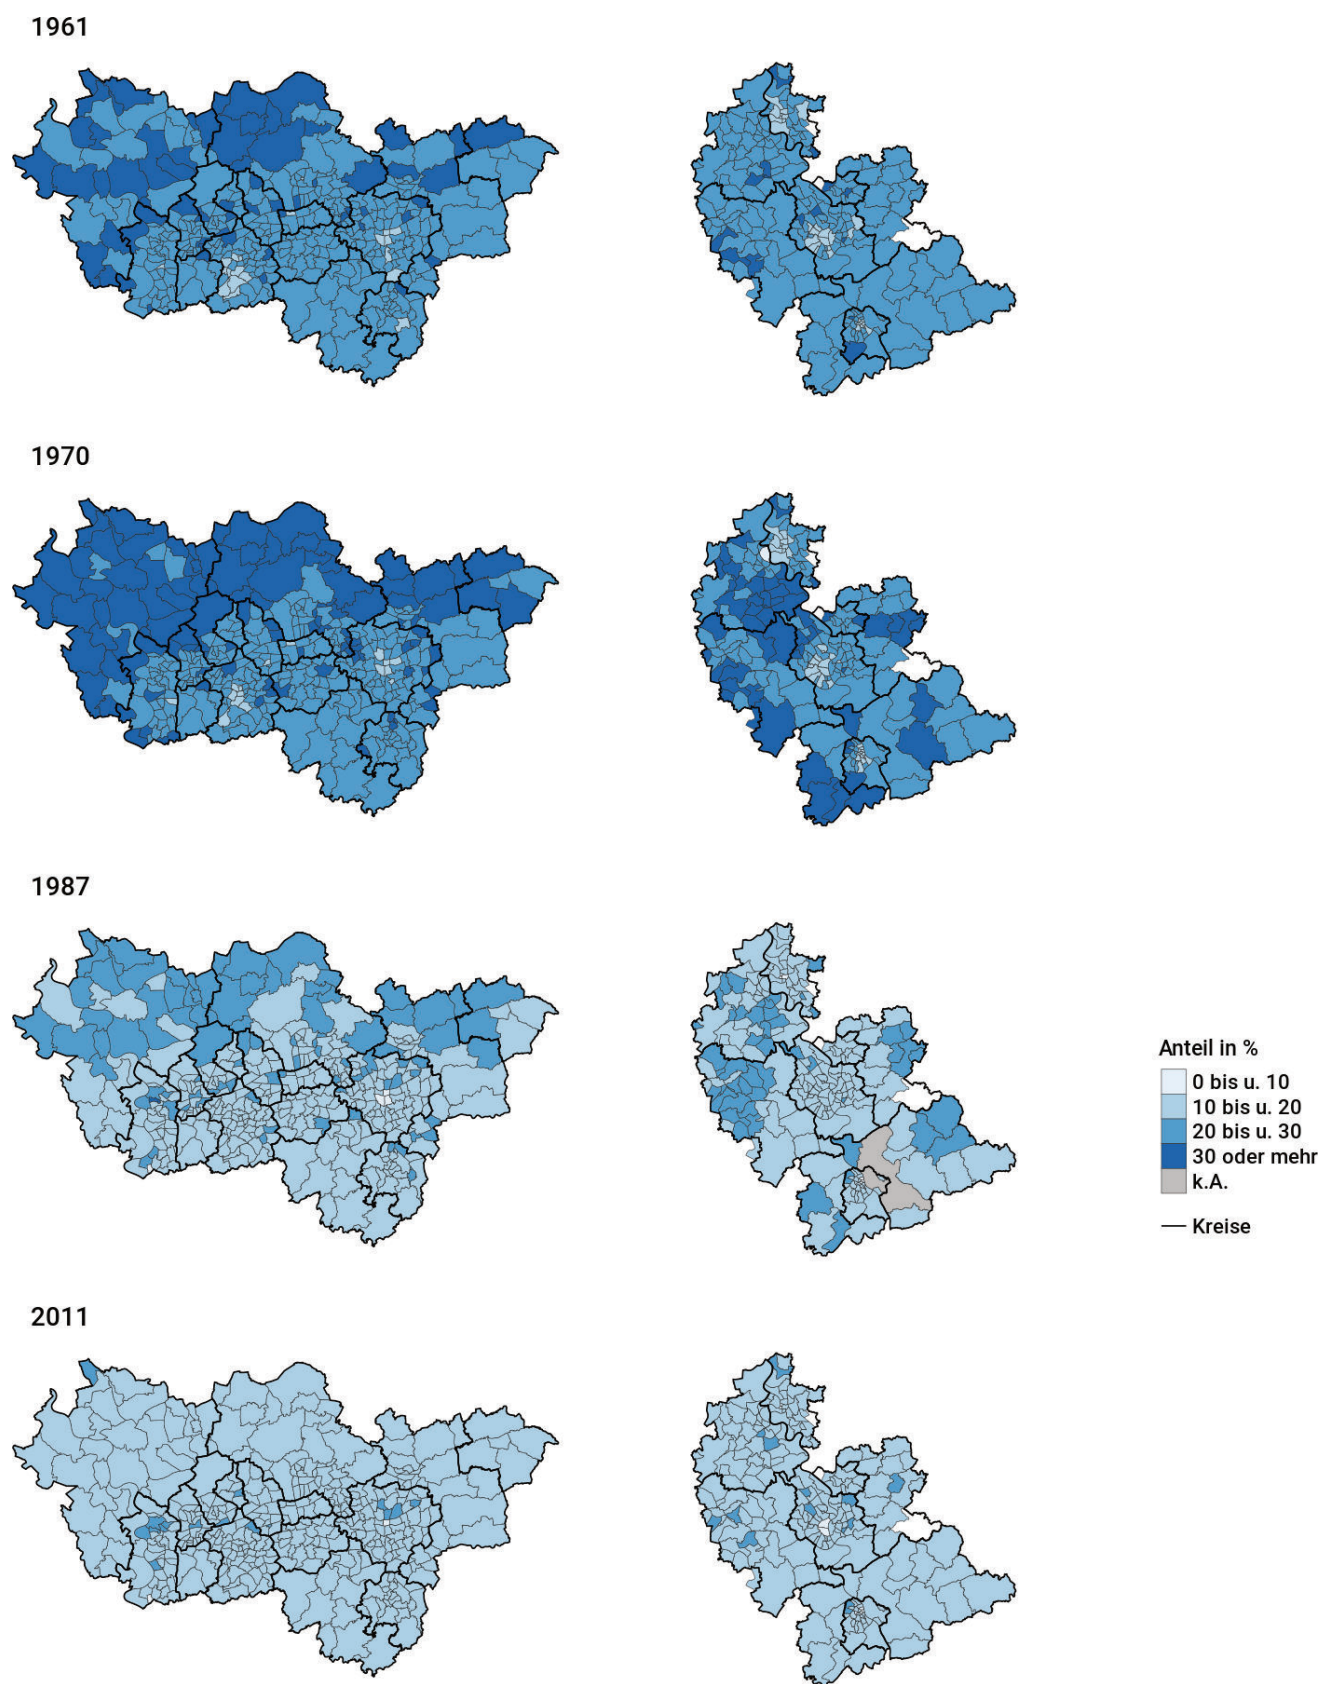 1961
1970
1987
Anteil in %
0 bis u. 10
10 bis u. 20
20 bis u. 30
30 oder mehr
k.A.
Kreise
2011